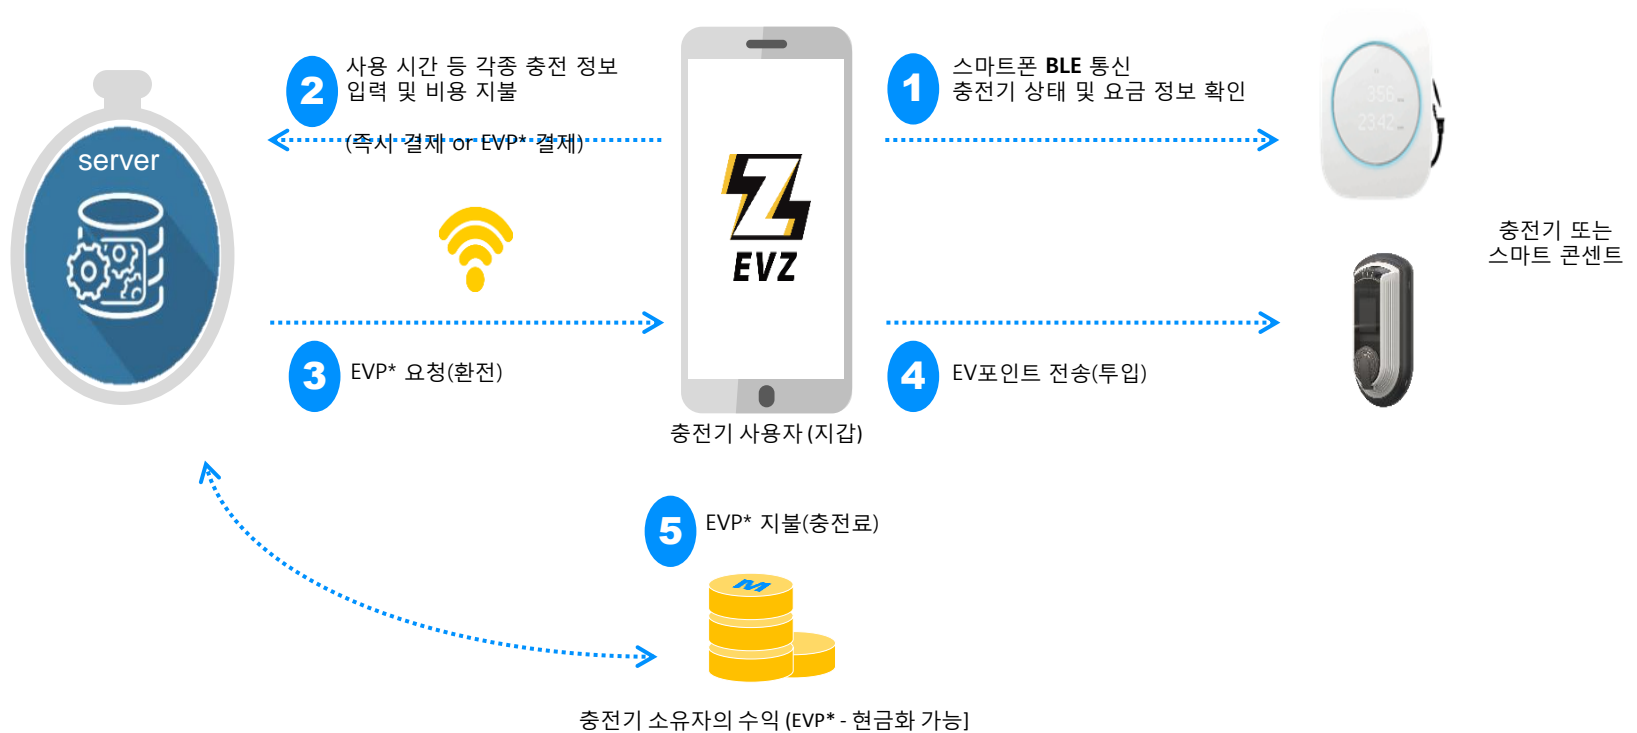 server
2
사용 시간 등 각종 충전 정보
입력 및 비용 지불
(즉시 결제 or EVP* 결제)
1
스마트폰 BLE 통신
충전기 상태 및 요금 정보 확인
EVZ
충전기 또는
스마트 콘센트
3
EVP* 요청(환전)
4
EV포인트 전송(투입)
충전기 사용자 (지갑)
5
EVP* 지불(충전료)
M
충전기 소유자의 수익 (EVP* - 현금화 가능]